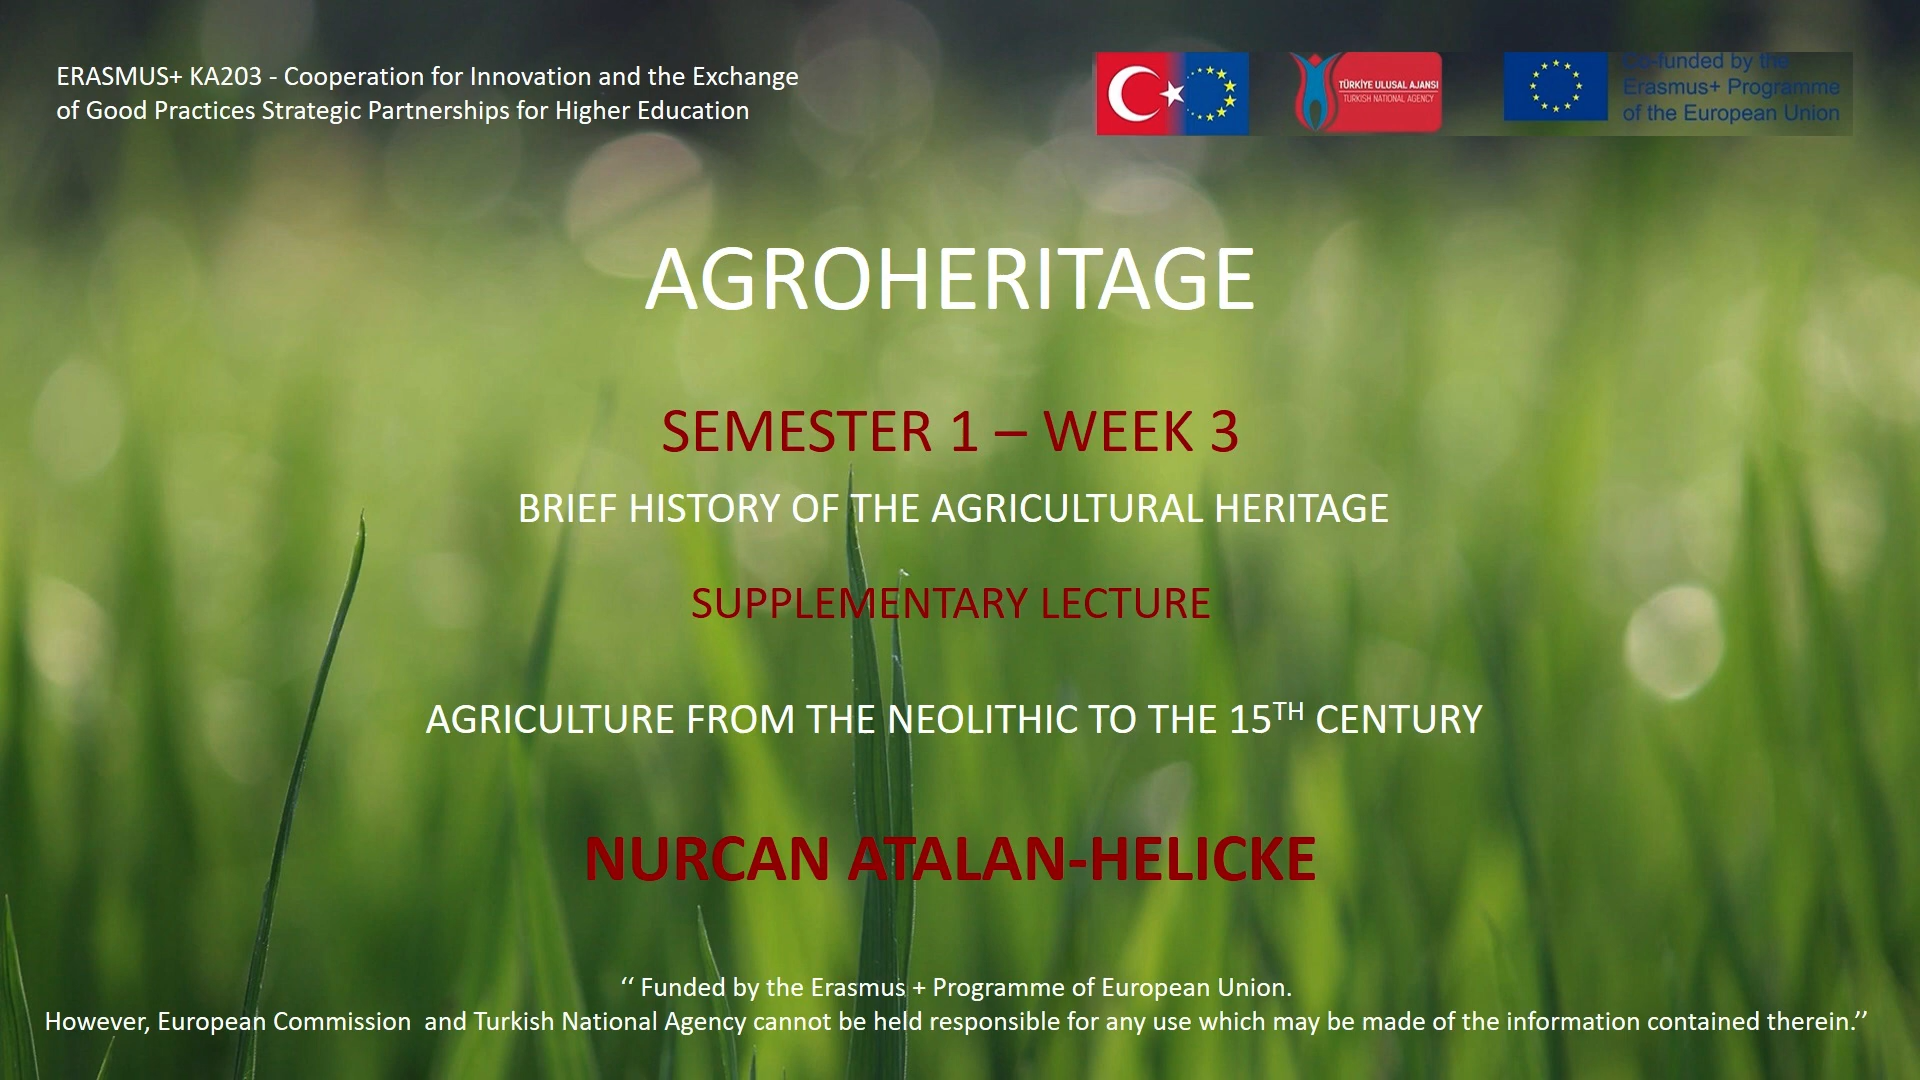 ERASMUS+ KA203 - Cooperation for Innovation and the Exchange
of Good Practices Strategic Partnerships for Higher Education
TÜRKİYE ULUSAL AJANSI
TURKISH NATIONAL AGENCY
Co-funded by the
Erasmus+ Programme
of the European Union
AGROHERITAGE
SEMESTER 1 – WEEK 3
BRIEF HISTORY OF THE AGRICULTURAL HERITAGE
SUPPLEMENTARY LECTURE
AGRICULTURE FROM THE NEOLITHIC TO THE 15TH CENTURY
NURCAN ATALAN-HELICKE
‘‘ Funded by the Erasmus + Programme of European Union.
However, European Commission  and Turkish National Agency cannot be held responsible for any use which may be made of the information contained therein.’’